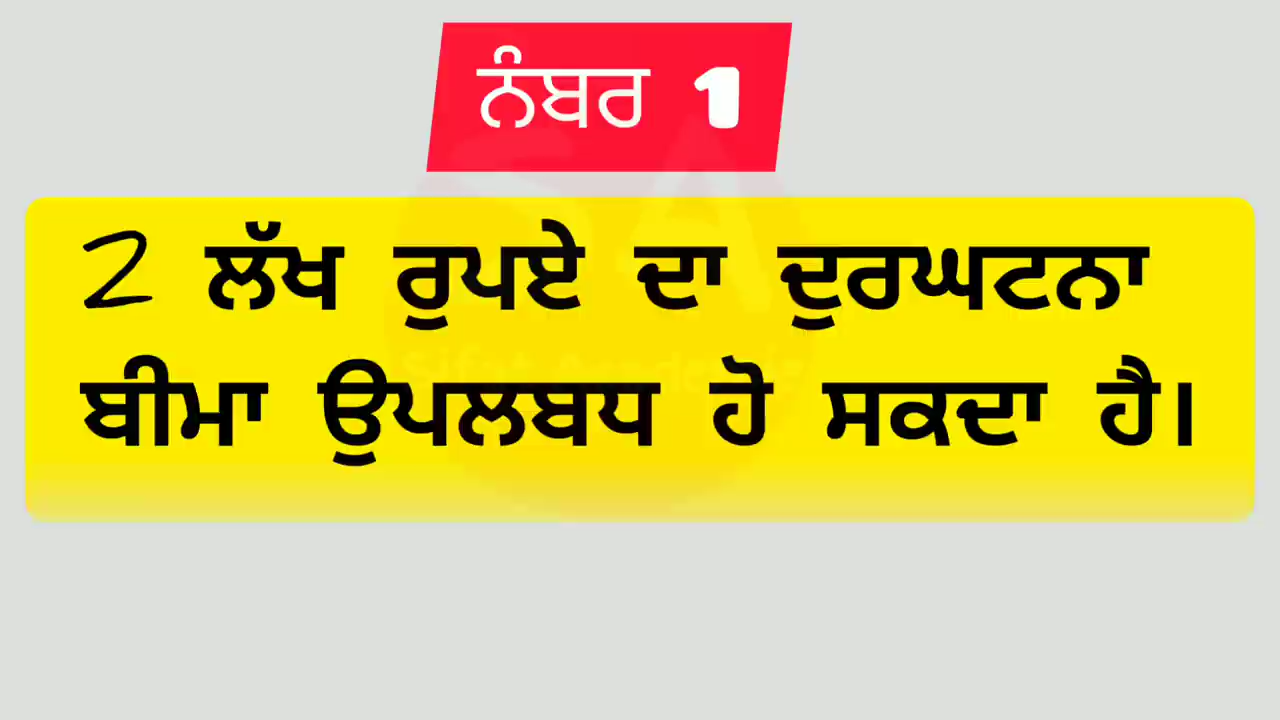 ਨੰਬਰ 1
2 ਲੱਖ ਰੁਪਏ ਦਾ ਦੁਰਘਟਨਾ
ਬੀਮਾ ਉਪਲਬਧ ਹੋ ਸਕਦਾ ਹੈ।